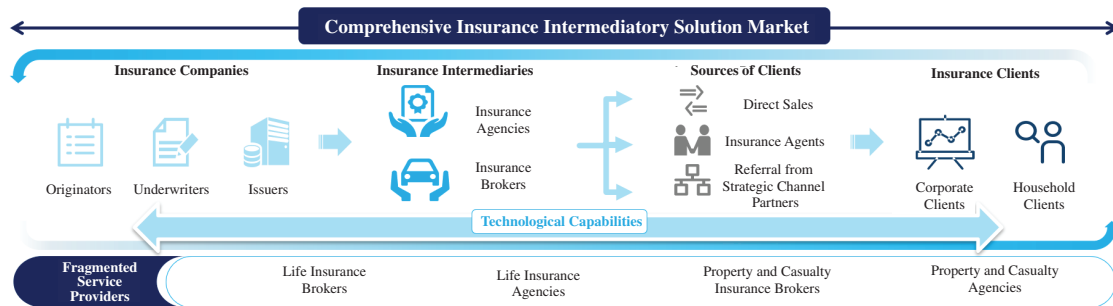 Comprehensive Insurance Intermediatory Solution Market
Insurance Companies
Insurance Intermediaries
Sources of Clients
Insurance Clients
Originators
Underwriters
Issuers
Insurance
Agencies
Insurance
Brokers
Direct Sales
Insurance Agents
Referral from
Strategic Channel
Partners
Corporate
Clients
Household
Clients
Technological Capabilities
Fragmented
Service
Providers
Life Insurance
Brokers
Life Insurance
Agencies
Property and Casualty
Insurance Brokers
Property and Casualty
Agencies